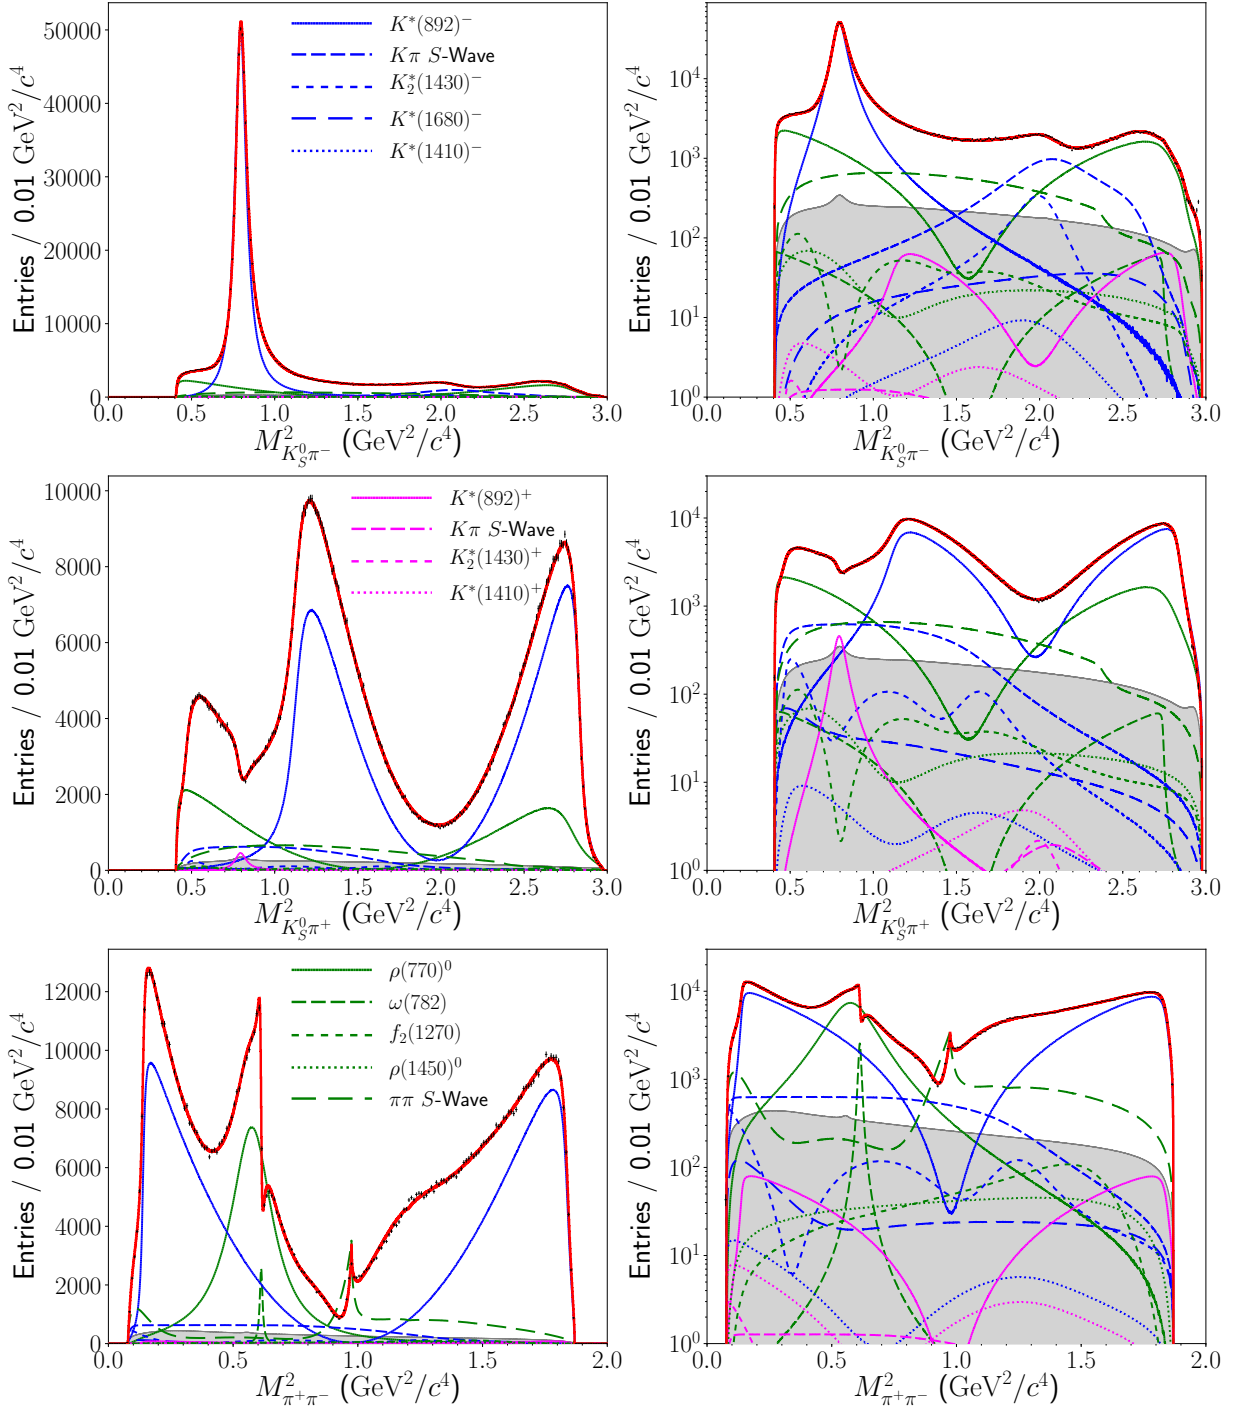 Entries / 0.01 GeV²/c⁴
50000
40000
30000
20000
10000
0
0.0 0.5 1.0 1.5 2.0 2.5 3.0
M²_{K⁰_Sπ⁻} (GeV²/c⁴)
K*(892)⁻
Kπ S-Wave
K₂*(1430)⁻
K*(1680)⁻
K*(1410)⁻
Entries / 0.01 GeV²/c⁴
10⁴
10³
10²
10¹
10⁰
0.0 0.5 1.0 1.5 2.0 2.5 3.0
M²_{K⁰_Sπ⁻} (GeV²/c⁴)
Entries / 0.01 GeV²/c⁴
10000
8000
6000
4000
2000
0
0.0 0.5 1.0 1.5 2.0 2.5 3.0
M²_{K⁰_Sπ⁺} (GeV²/c⁴)
K*(892)⁺
Kπ S-Wave
K₂*(1430)⁺
K*(1410)⁺
Entries / 0.01 GeV²/c⁴
10⁴
10³
10²
10¹
10⁰
0.0 0.5 1.0 1.5 2.0 2.5 3.0
M²_{K⁰_Sπ⁺} (GeV²/c⁴)
Entries / 0.01 GeV²/c⁴
12000
10000
8000
6000
4000
2000
0
0.0 0.5 1.0 1.5 2.0
M²_{π⁺π⁻} (GeV²/c⁴)
ρ(770)⁰
ω(782)
f₂(1270)
ρ(1450)⁰
ππ S-Wave
Entries / 0.01 GeV²/c⁴
10⁴
10³
10²
10¹
10⁰
0.0 0.5 1.0 1.5 2.0
M²_{π⁺π⁻} (GeV²/c⁴)